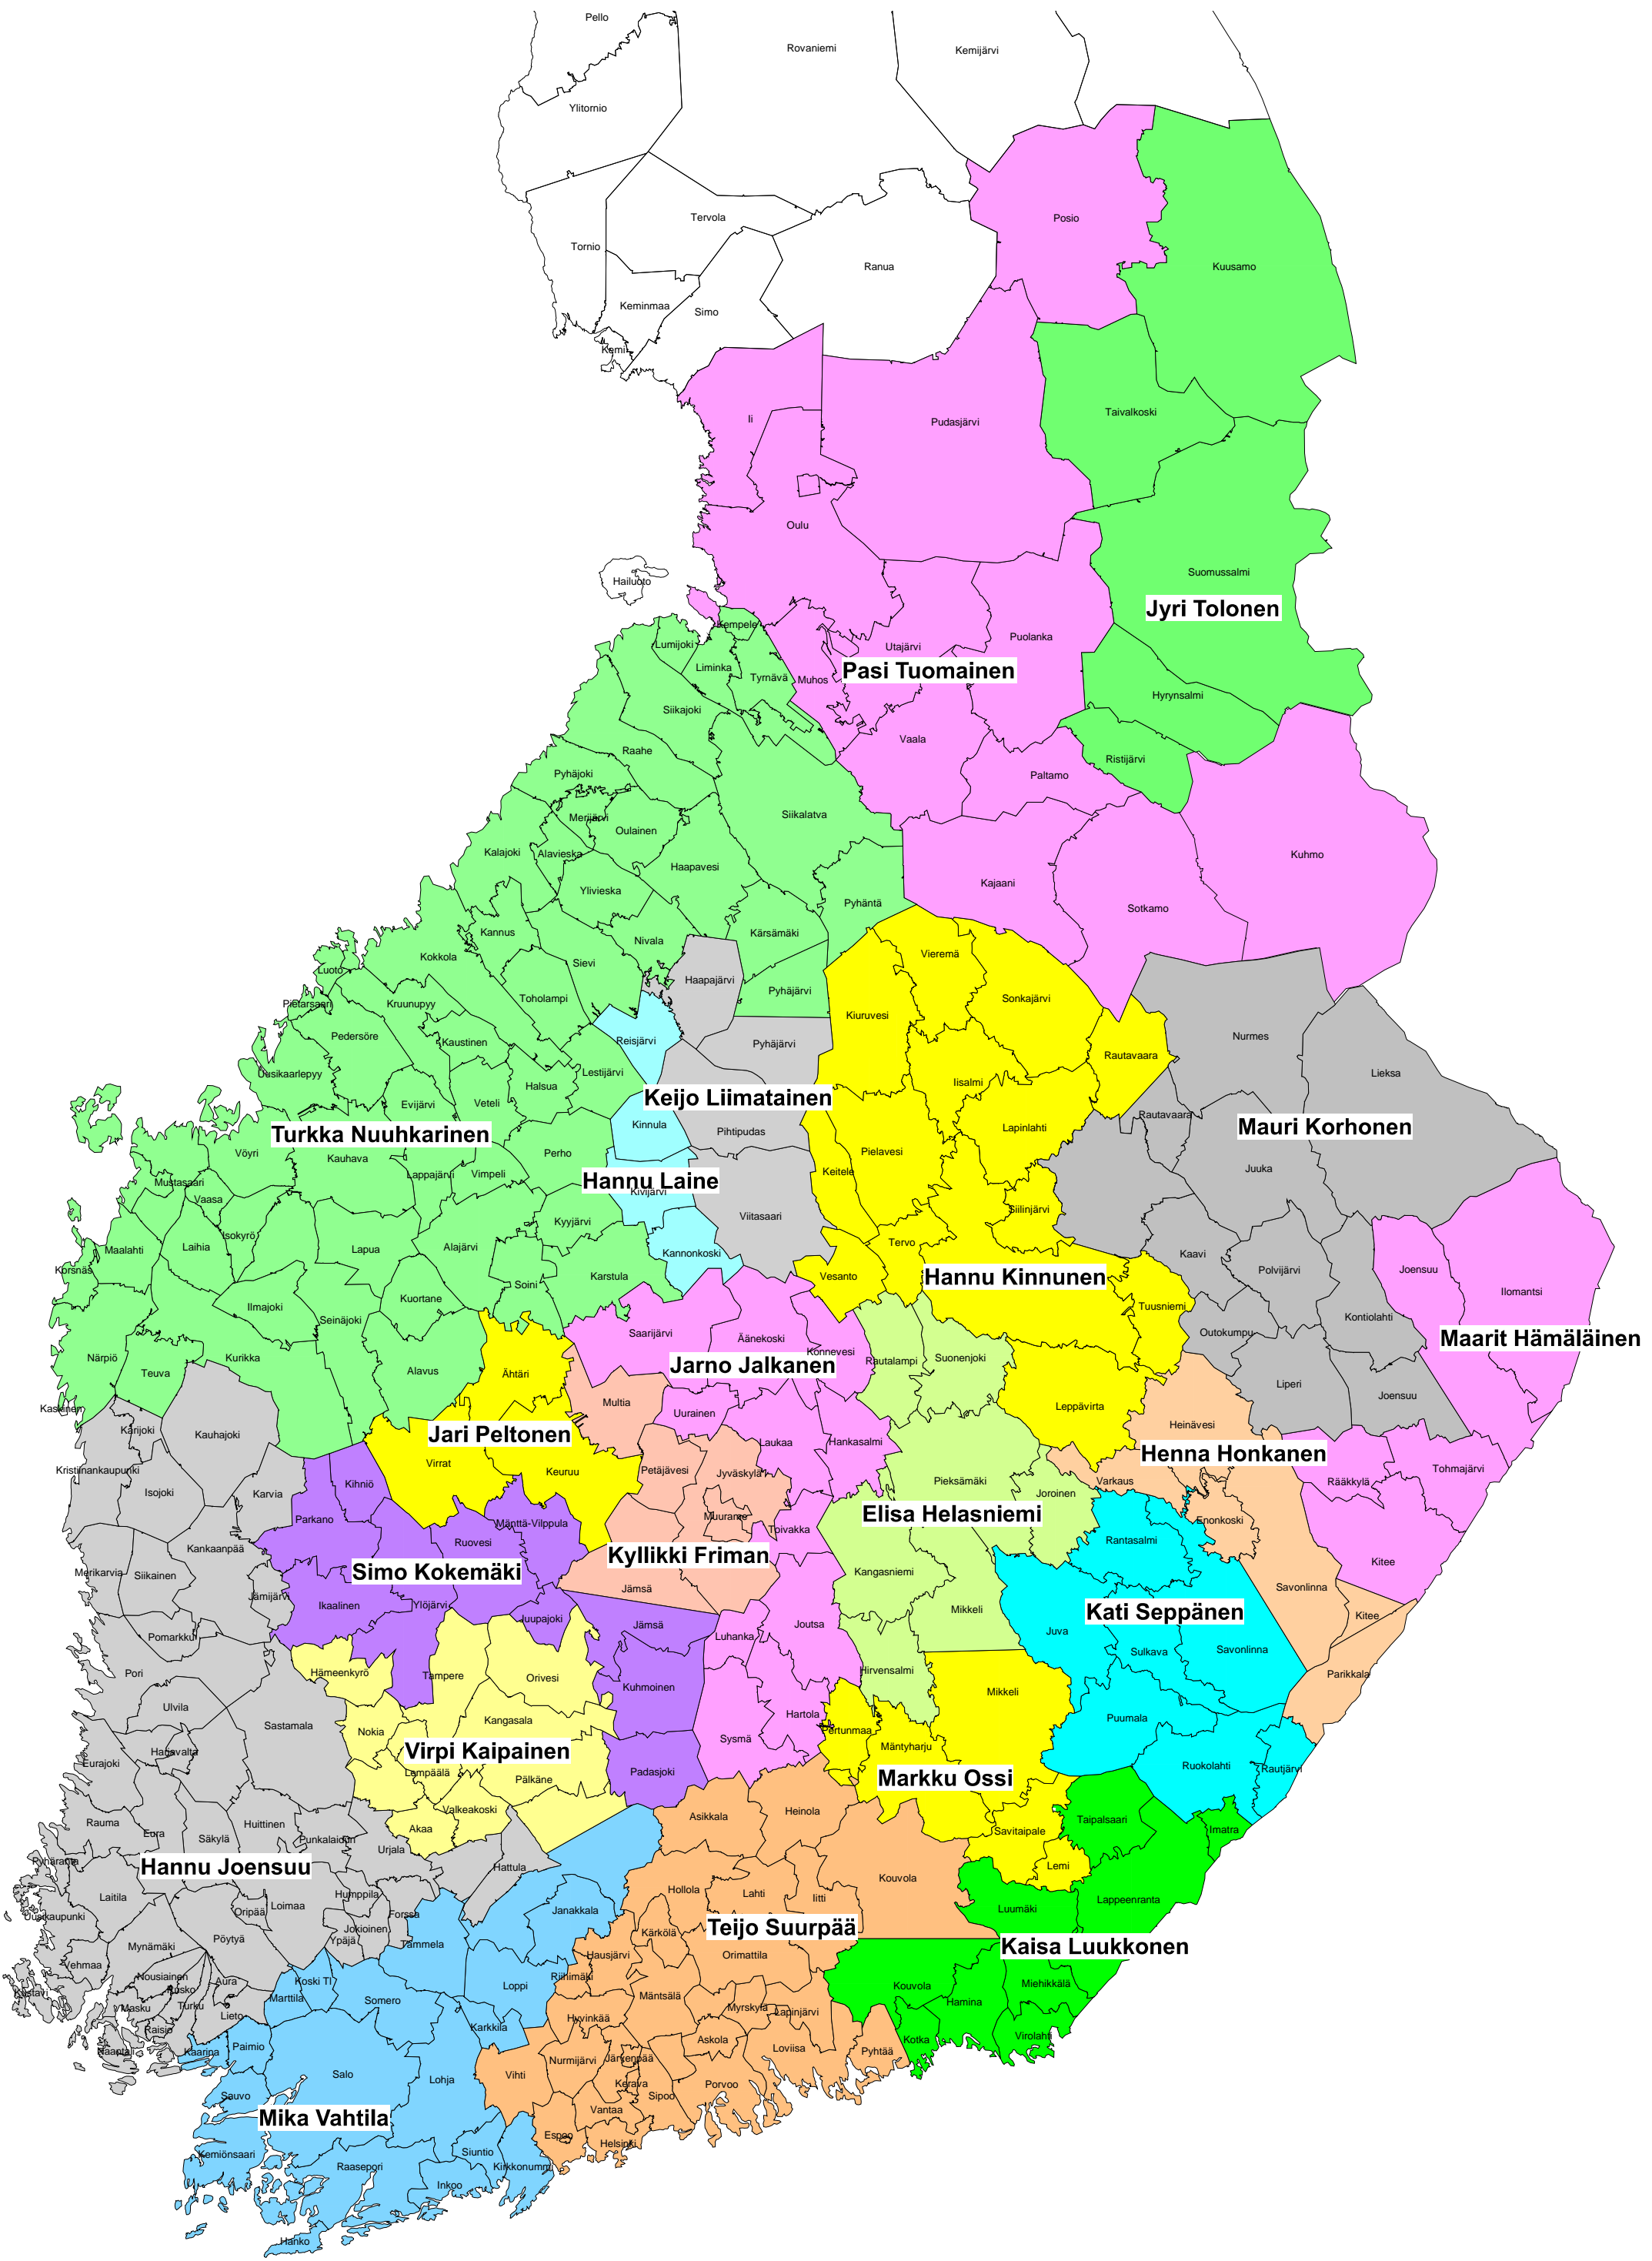 Pello
Rovaniemi
Kemijärvi
Ylitornio
Tervola
Posio
Tornio
Ranua
Kuusamo
Keminmaa
Simo
Kemi
Ii
Taivalkoski
Pudasjärvi
Oulu
Suomussalmi
Hailuoto
Jyri Tolonen
Kempele
Puolanka
Lumijoki
Utajärvi
Liminka
Pasi Tuomainen
Tyrnävä
Muhos
Hyrynsalmi
Siikajoki
Vaala
Raahe
Ristijärvi
Pyhäjoki
Paltamo
Merijärvi
Siikalatva
Oulainen
Kalajoki
Alavieska
Kuhmo
Haapavesi
Kajaani
Ylivieska
Pyhäntä
Sotkamo
Kannus
Kärsämäki
Nivala
Vieremä
Kokkola
Sievi
Luoto
Haapajärvi
Pyhäjärvi
Toholampi
Sonkajärvi
Pietarsaari
Kruunupyy
Kiuruvesi
Pedersöre
Kaustinen
Reisjärvi
Pyhäjärvi
Nurmes
Rautavaara
Uusikaarlepyy
Lestijärvi
Lieksa
Halsua
Iisalmi
Evijärvi
Veteli
Keijo Liimatainen
Rautavaara
Kinnula
Lapinlahti
Mauri Korhonen
Turkka Nuuhkarinen
Pihtipudas
Vöyri
Perho
Pielavesi
Kauhava
Juuka
Lappajärvi
Vimpeli
Keitele
Mustasaari
Hannu Laine
Kivijärvi
Vaasa
Siilinjärvi
Viitasaari
Kyyjärvi
Isokyrö
Tervo
Maalahti
Laihia
Lapua
Alajärvi
Kannonkoski
Kaavi
Korsnäs
Polvijärvi
Joensuu
Karstula
Vesanto
Hannu Kinnunen
Soini
Ilomantsi
Kuortane
Ilmajoki
Tuusniemi
Seinäjoki
Kontiolahti
Saarijärvi
Äänekoski
Outokumpu
Maarit Hämäläinen
Konnevesi
Närpiö
Kurikka
Suonenjoki
Jarno Jalkanen
Rautalampi
Teuva
Alavus
Ähtäri
Liperi
Joensuu
Multia
Kaskinen
Leppävirta
Uurainen
Karijoki
Kauhajoki
Heinävesi
Jari Peltonen
Laukaa
Hankasalmi
Henna Honkanen
Virrat
Kristiinankaupunki
Keuruu
Petäjävesi
Jyväskylä
Tohmajärvi
Kihniö
Pieksämäki
Varkaus
Rääkkylä
Isojoki
Karvia
Joroinen
Elisa Helasniemi
Muurame
Parkano
Mänttä-Vilppula
Enonkoski
Toivakka
Ruovesi
Rantasalmi
Kankaanpää
Kyllikki Friman
Kitee
Merikarvia
Siikainen
Simo Kokemäki
Kangasniemi
Jämsä
Savonlinna
Jämijärvi
Ikaalinen
Ylöjärvi
Mikkeli
Kati Seppänen
Kitee
Juupajoki
Jämsä
Joutsa
Juva
Pomarkku
Luhanka
Sulkava
Savonlinna
Pori
Hämeenkyrö
Tampere
Orivesi
Hirvensalmi
Parikkala
Kuhmoinen
Mikkeli
Ulvila
Hartola
Puumala
Sastamala
Nokia
Kangasala
Pertunmaa
Sysmä
Mäntyharju
Harjavalta
Virpi Kaipainen
Eurajoki
Ruokolahti
Rautjärvi
Lempäälä
Padasjoki
Pälkäne
Markku Ossi
Valkeakoski
Asikkala
Heinola
Rauma
Huittinen
Akaa
Taipalsaari
Eura
Säkylä
Punkalaidun
Savitaipale
Imatra
Urjala
Pyhäranta
Hannu Joensuu
Hattula
Lemi
Kouvola
Laitila
Humppila
Hollola
Lahti
Iitti
Lappeenranta
Loimaa
Oripää
Forssa
Janakkala
Luumäki
Uusikaupunki
Jokioinen
Teijo Suurpää
Pöytyä
Ypäjä
Kärkölä
Mynämäki
Tammela
Kaisa Luukkonen
Hausjärvi
Orimattila
Vehmaa
Nousiainen
Aura
Koski Tl
Riihimäki
Loppi
Kouvola
Miehikkälä
Rusko
Kustavi
Marttila
Somero
Mäntsälä
Masku
Turku
Myrskylä
Lapinjärvi
Hamina
Lieto
Hyvinkää
Raisio
Karkkila
Virolahti
Askola
Kotka
Naantali
Kaarina
Paimio
Loviisa
Pyhtää
Nurmijärvi
Järvenpää
Salo
Vihti
Lohja
Kerava
Porvoo
Sauvo
Sipoo
Vantaa
Mika Vahtila
Espoo
Helsinki
Siuntio
Kemiönsaari
Raasepori
Kirkkonummi
Inkoo
Hanko